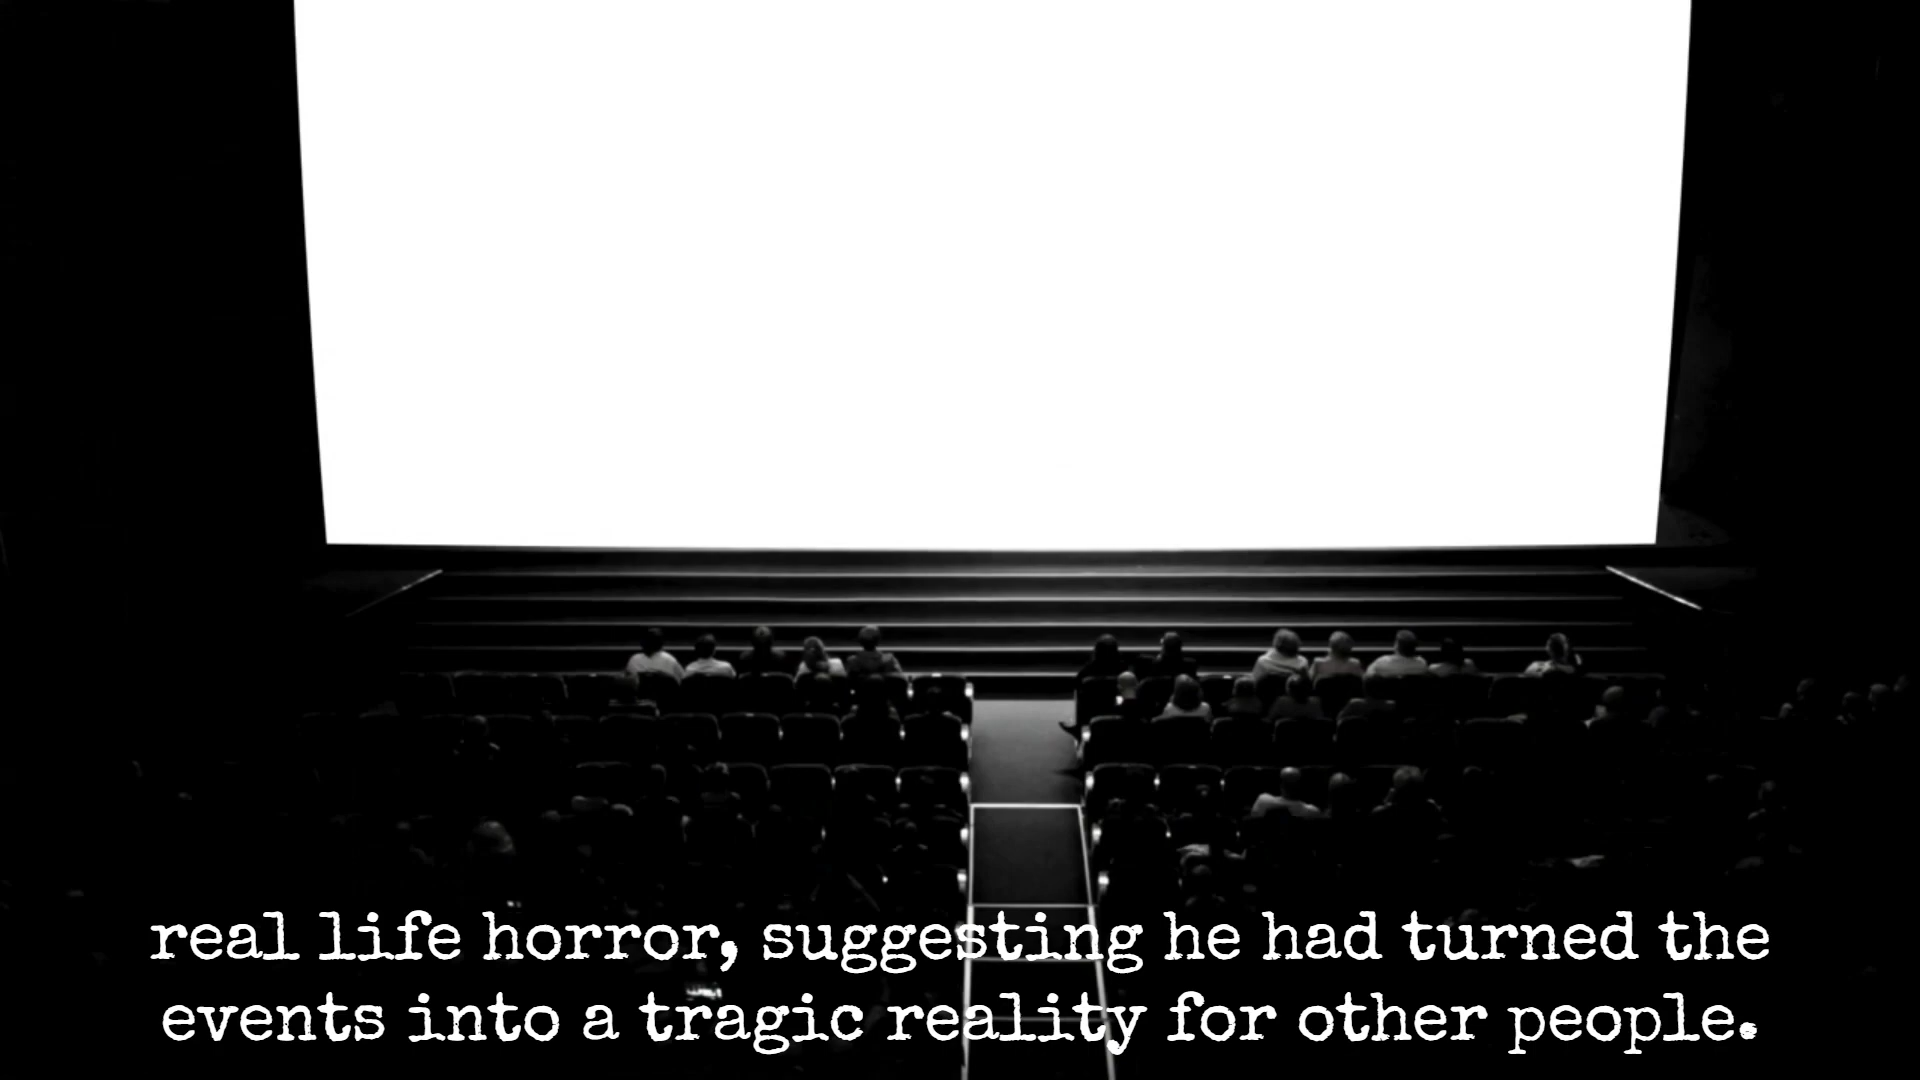 real life horror, suggesting he had turned the
events into a tragic reality for other people.